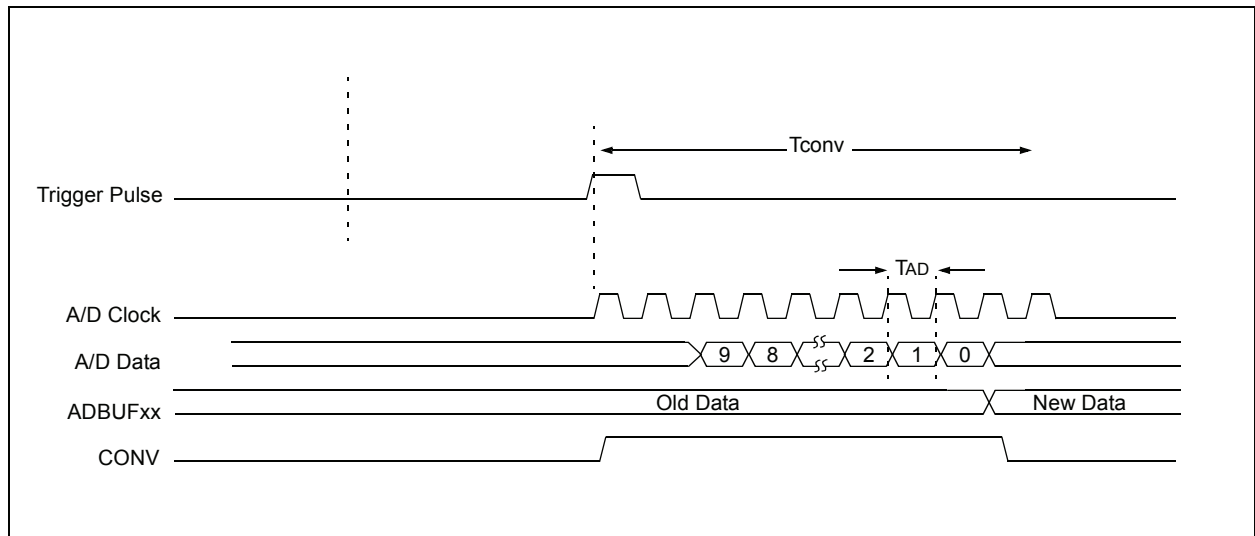 Tconv
Trigger Pulse
TAD
A/D Clock
A/D Data 9 8 2 1 0
ADBUFxx Old Data New Data
CONV